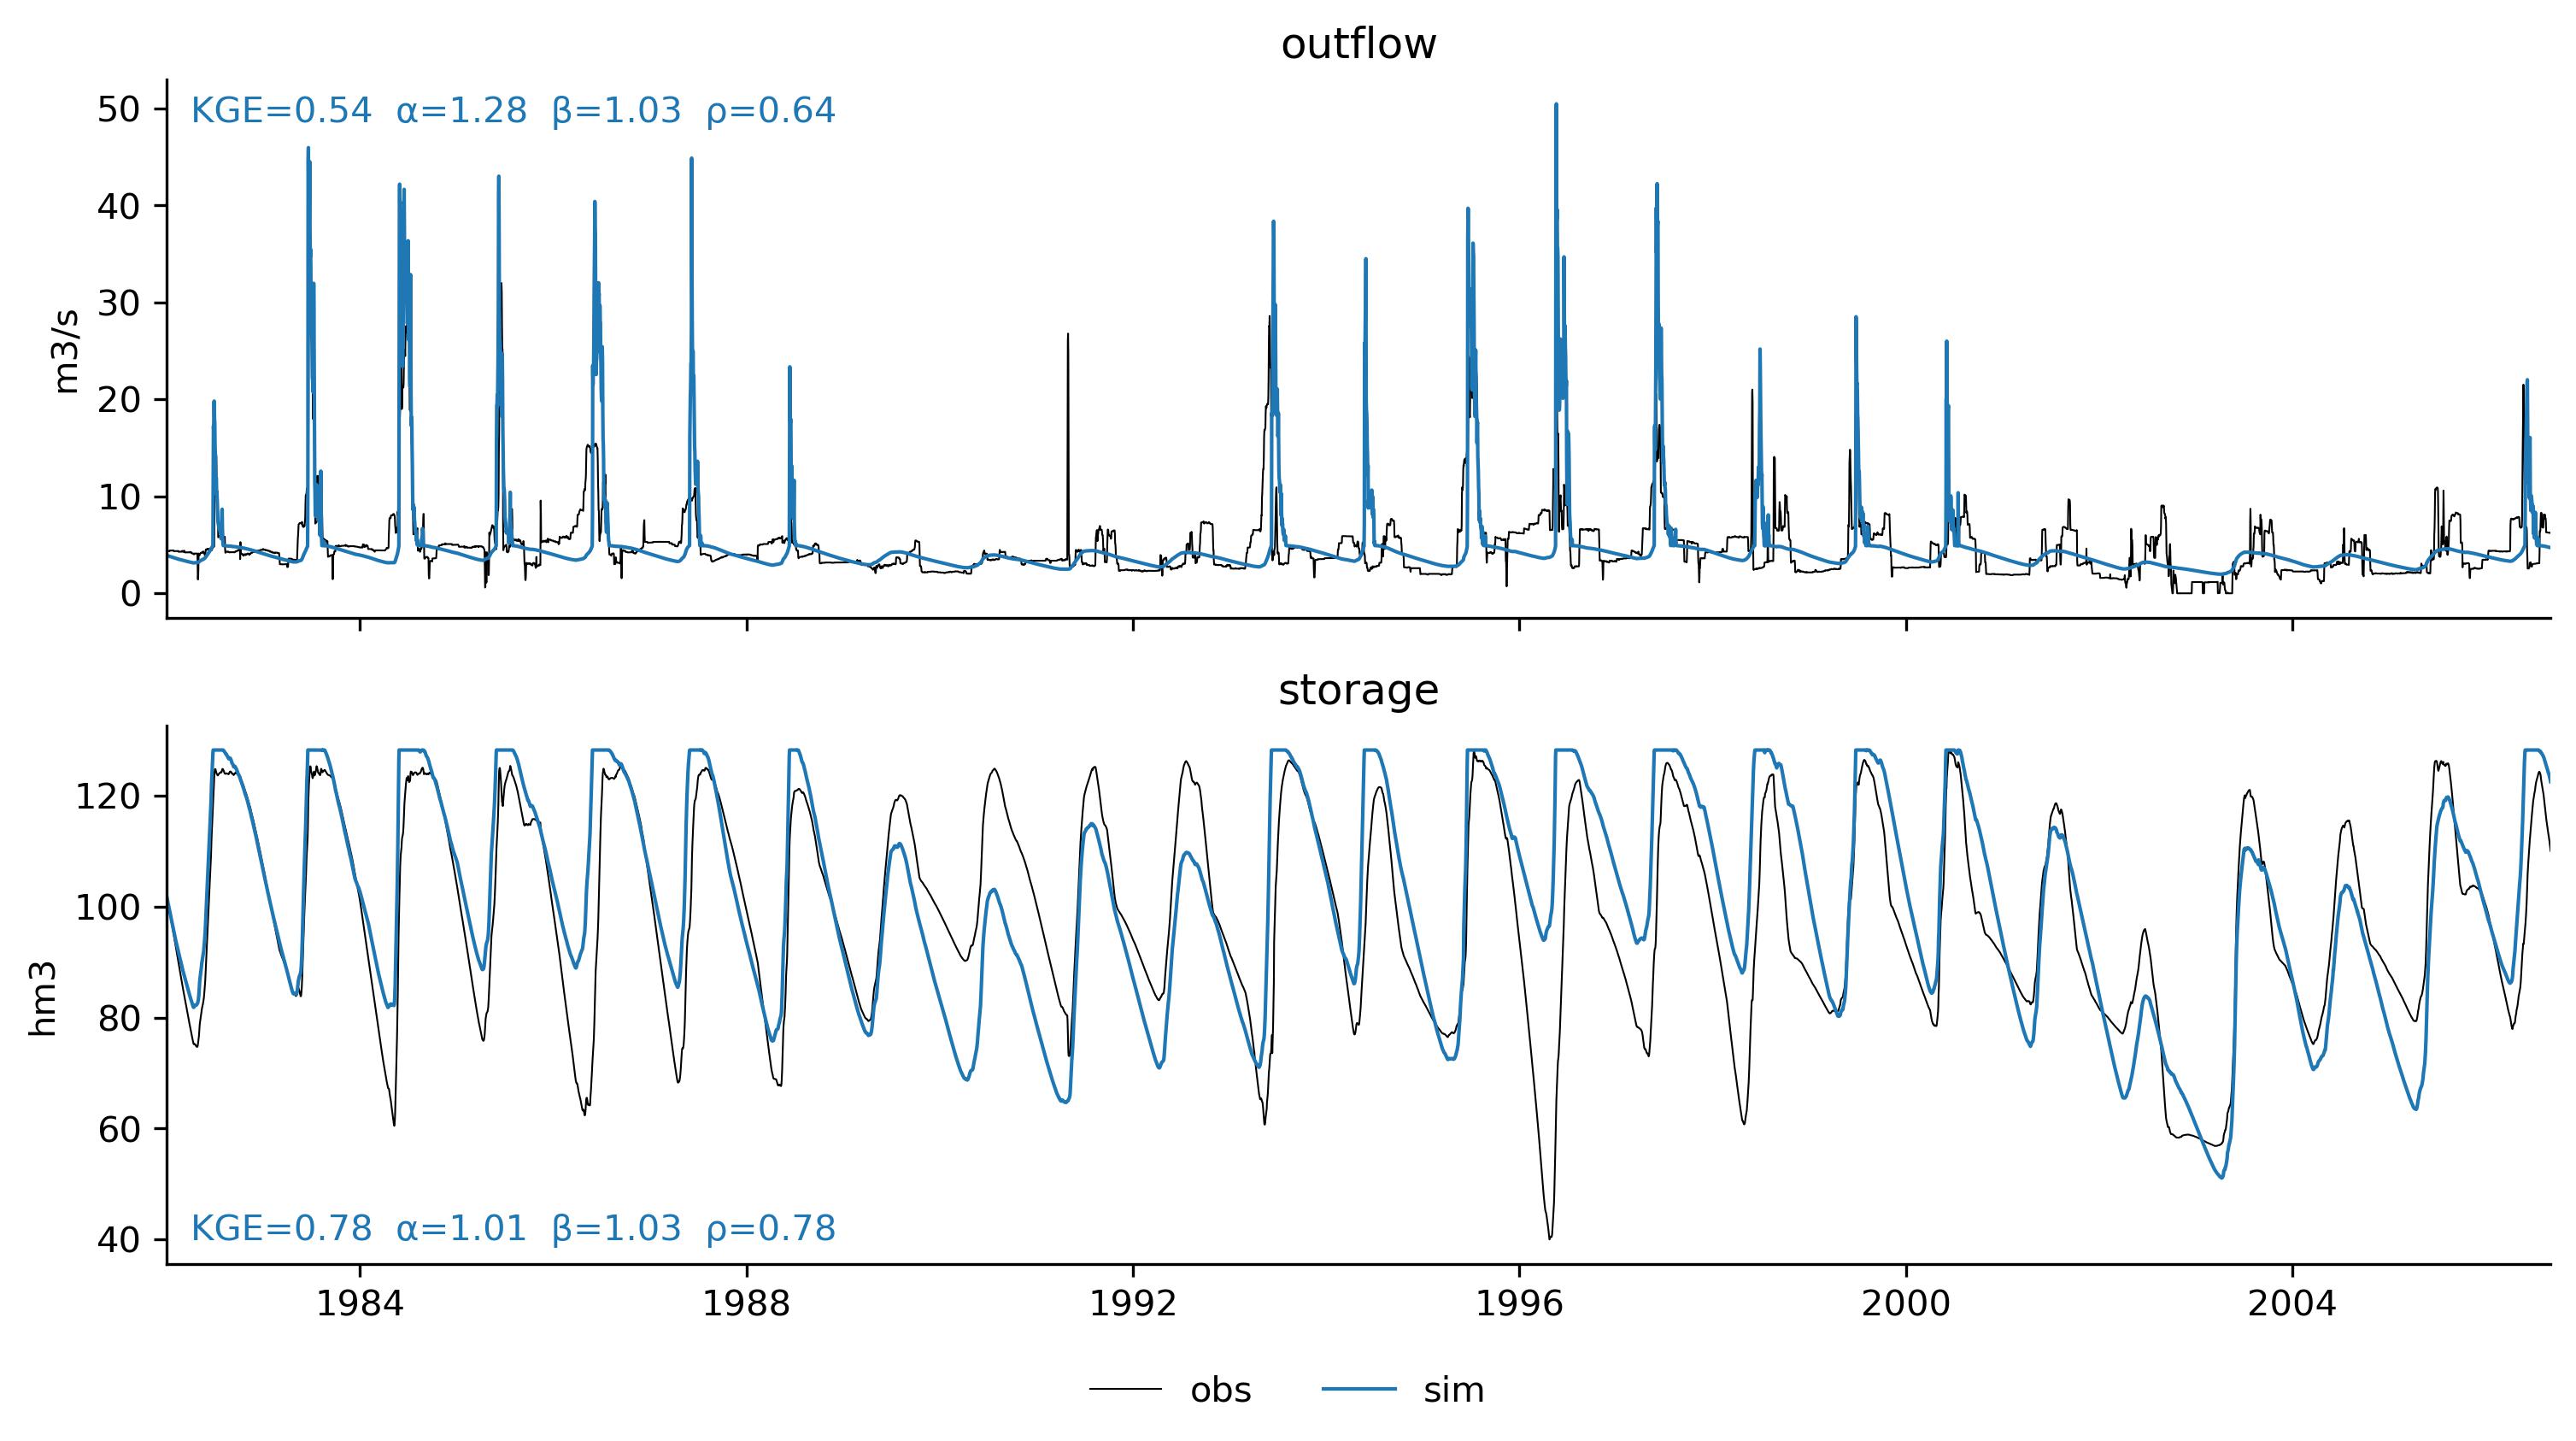 outflow
KGE=0.54 α=1.28 β=1.03 ρ=0.64
50
40
30
20
10
0
m3/s
storage
120
100
80
60
40
hm3
KGE=0.78 α=1.01 β=1.03 ρ=0.78
1984 1988 1992 1996 2000 2004
obs sim